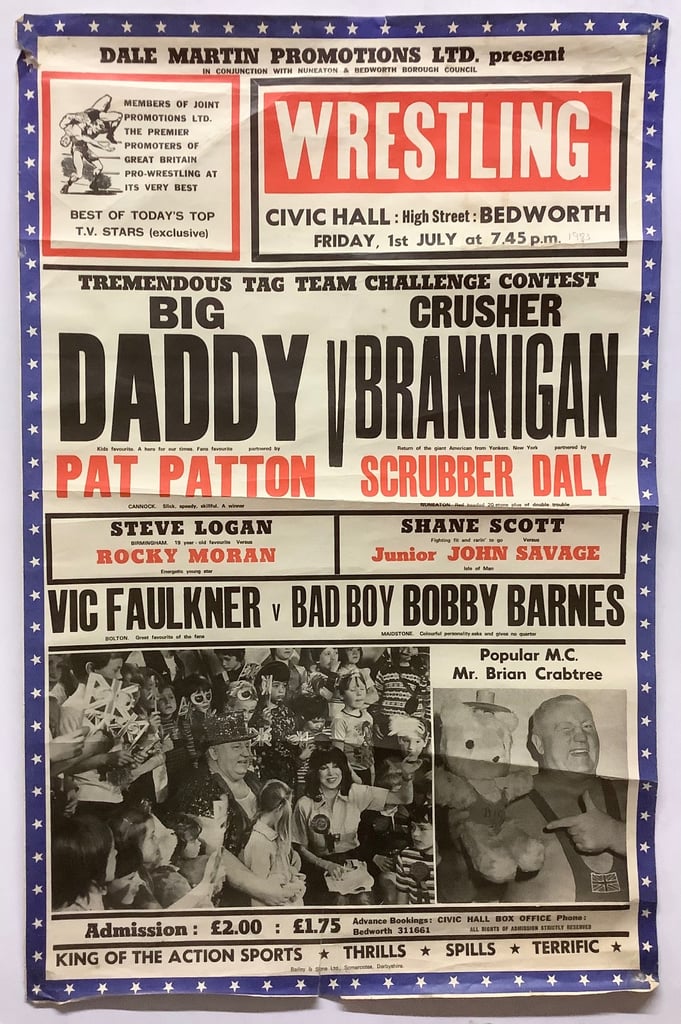 DALE MARTIN PROMOTIONS LTD. present
IN CONJUNCTION WITH NUNEATON & BEDWORTH BOROUGH COUNCIL
MEMBERS OF JOINT
PROMOTIONS LTD.
THE PREMIER
PROMOTERS OF
GREAT BRITAIN
PRO-WRESTLING AT
ITS VERY BEST
BEST OF TODAY'S TOP
T.V. STARS (exclusive)
WRESTLING
CIVIC HALL : High Street : BEDWORTH
FRIDAY, 1st JULY at 7.45 p.m. 1983
TREMENDOUS TAG TEAM CHALLENGE CONTEST
BIG
DADDY
V
CRUSHER
BRANNIGAN
Kids favourite. A hero for our times. Fans favourite partnered by
Return of the giant American from Yonkers. New York partnered by
PAT PATTON
SCRUBBER DALY
CANNOCK. Slick, speedy, skillful. A winner
NUNEATON. Red headed 20 stone plus of double trouble
STEVE LOGAN
BIRMINGHAM. 19 year-old favourite Versus
ROCKY MORAN
Energetic young star
SHANE SCOTT
Fighting fit and rarin' to go Versus
Junior JOHN SAVAGE
Isle of Man
VIC FAULKNER v BAD BOY BOBBY BARNES
BOLTON. Great favourite of the fans
MAIDSTONE. Colourful personality asks and gives no quarter
Popular M.C.
Mr. Brian Crabtree
Admission : £2.00 : £1.75
Advance Bookings: CIVIC HALL BOX OFFICE Phone:
Bedworth 311661
ALL RIGHTS OF ADMISSION STRICTLY RESERVED
KING OF THE ACTION SPORTS ★ THRILLS ★ SPILLS ★ TERRIFIC ★
Bailey & Sons Ltd., Somercotes, Derbyshire.